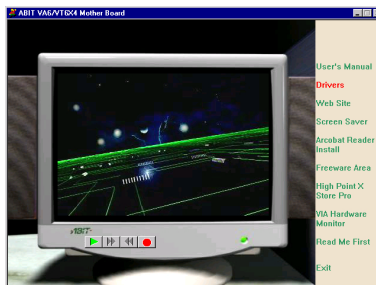 ABIT VA6/VT6X4 Mother Board
ABIT
User's Manual
Drivers
Web Site
Screen Saver
Arcobat Reader
Install
Freeware Area
High Point X
Store Pro
VIA Hardware
Monitor
Read Me First
Exit